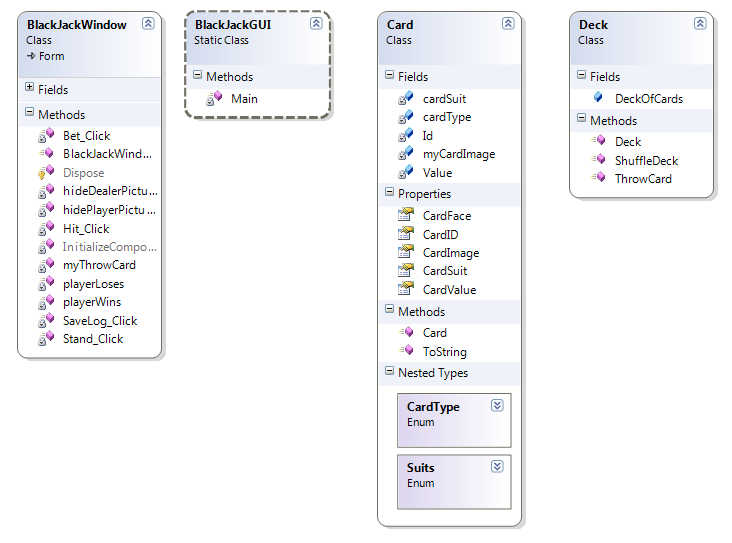 BlackJackWindow
Class
Form
Fields
Methods
Bet_Click
BlackJackWind...
Dispose
hideDealerPictu...
hidePlayerPictu...
Hit_Click
InitializeCompo...
myThrowCard
playerLoses
playerWins
SaveLog_Click
Stand_Click
BlackJackGUI
Static Class
Methods
Main
Card
Class
Fields
cardSuit
cardType
Id
myCardImage
Value
Properties
CardFace
CardID
CardImage
CardSuit
CardValue
Methods
Card
ToString
Nested Types
CardType
Enum
Suits
Enum
Deck
Class
Fields
DeckOfCards
Methods
Deck
ShuffleDeck
ThrowCard